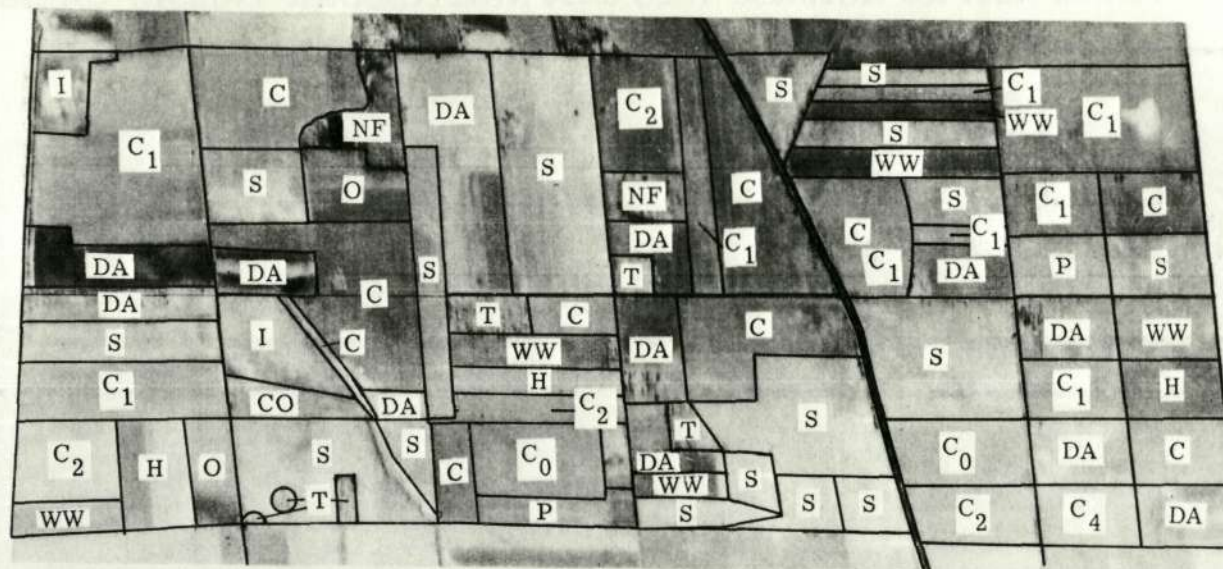 I C DA S C₂ S S C₁
C₁ NF WW C₁
S O S
NF C WW
DA S C₁ C
C C₁
DA DA S C₁ C₁ DA P S
T
DA C T C
S I C WW DA C S DA WW
C₁ H C₁ H
CO DA C₂
C₂ H O S S C C₀ T S C₀ DA C
DA S
WW T P WW S S C₂ C₄ DA
S